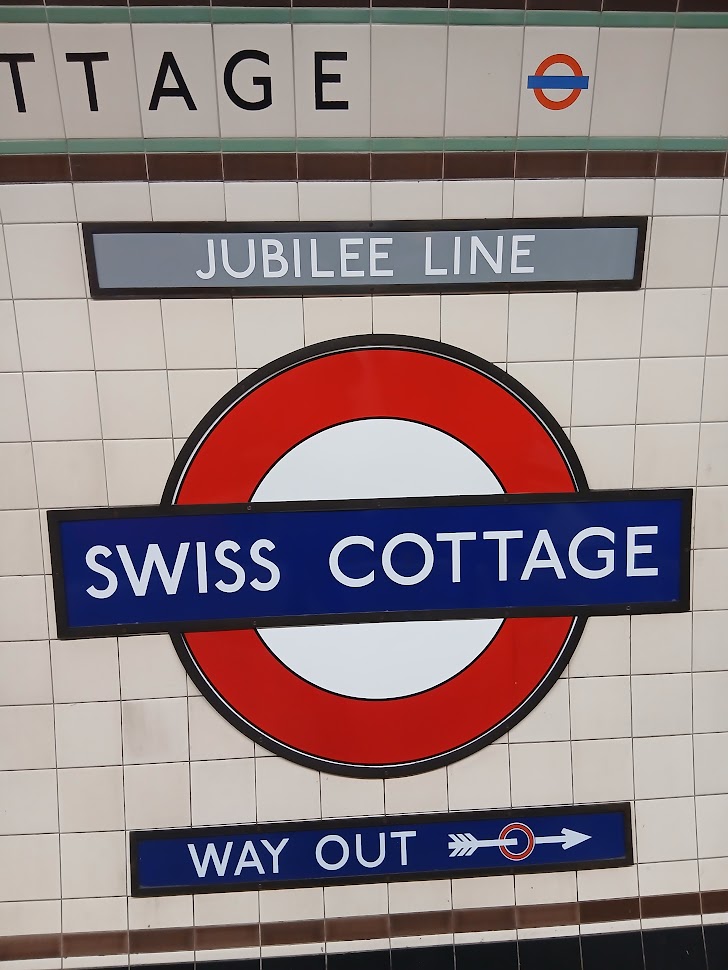 TTAGE
JUBILEE LINE
SWISS COTTAGE
WAY OUT